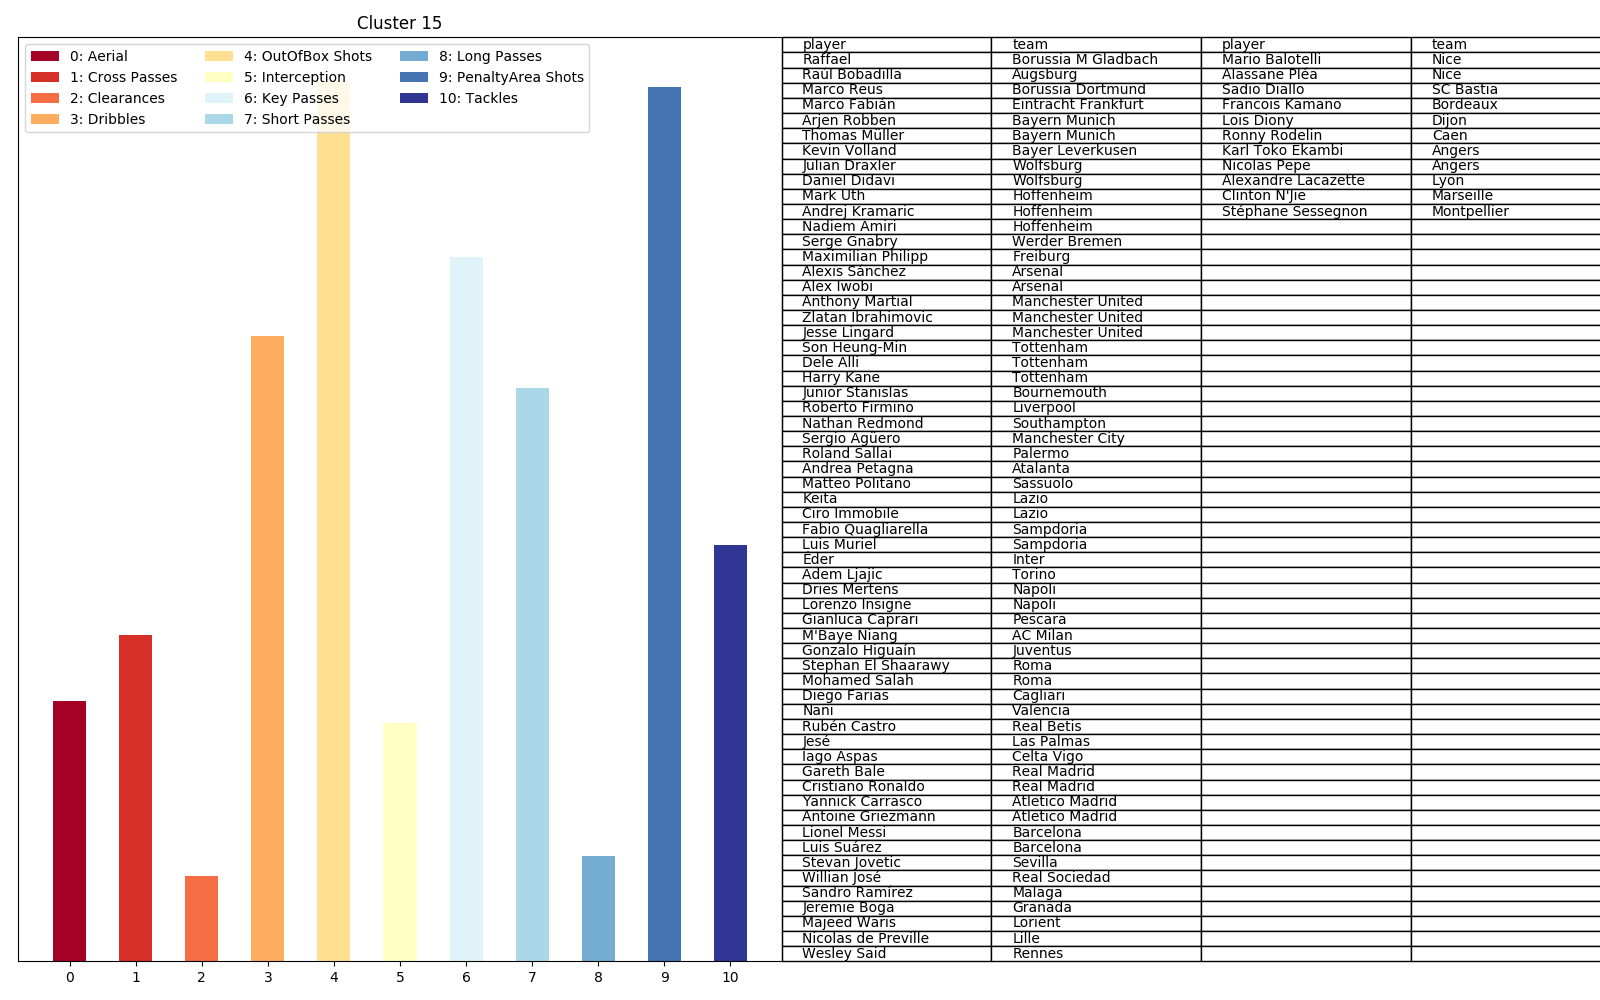 Cluster 15
0: Aerial
1: Cross Passes
2: Clearances
3: Dribbles
4: OutOfBox Shots
5: Interception
6: Key Passes
7: Short Passes
8: Long Passes
9: PenaltyArea Shots
10: Tackles
0 1 2 3 4 5 6 7 8 9 10
player team player team
Raffael Borussia M Gladbach Mario Balotelli Nice
Raúl Bobadilla Augsburg Alassane Pléa Nice
Marco Reus Borussia Dortmund Sadio Diallo SC Bastia
Marco Fabián Eintracht Frankfurt Francois Kamano Bordeaux
Arjen Robben Bayern Munich Lois Diony Dijon
Thomas Müller Bayern Munich Ronny Rodelin Caen
Kevin Volland Bayer Leverkusen Karl Toko Ekambi Angers
Julian Draxler Wolfsburg Nicolas Pepe Angers
Daniel Didavi Wolfsburg Alexandre Lacazette Lyon
Mark Uth Hoffenheim Clinton N'Jie Marseille
Andrej Kramaric Hoffenheim Stéphane Sessegnon Montpellier
Nadiem Amiri Hoffenheim
Serge Gnabry Werder Bremen
Maximilian Philipp Freiburg
Alexis Sánchez Arsenal
Alex Iwobi Arsenal
Anthony Martial Manchester United
Zlatan Ibrahimovic Manchester United
Jesse Lingard Manchester United
Son Heung-Min Tottenham
Dele Alli Tottenham
Harry Kane Tottenham
Junior Stanislas Bournemouth
Roberto Firmino Liverpool
Nathan Redmond Southampton
Sergio Agüero Manchester City
Roland Sallai Palermo
Andrea Petagna Atalanta
Matteo Politano Sassuolo
Keita Lazio
Ciro Immobile Lazio
Fabio Quagliarella Sampdoria
Luis Muriel Sampdoria
Éder Inter
Adem Ljajic Torino
Dries Mertens Napoli
Lorenzo Insigne Napoli
Gianluca Caprari Pescara
M'Baye Niang AC Milan
Gonzalo Higuaín Juventus
Stephan El Shaarawy Roma
Mohamed Salah Roma
Diego Farias Cagliari
Nani Valencia
Rubén Castro Real Betis
Jesé Las Palmas
Iago Aspas Celta Vigo
Gareth Bale Real Madrid
Cristiano Ronaldo Real Madrid
Yannick Carrasco Atletico Madrid
Antoine Griezmann Atletico Madrid
Lionel Messi Barcelona
Luis Suárez Barcelona
Stevan Jovetic Sevilla
Willian José Real Sociedad
Sandro Ramírez Malaga
Jeremie Boga Granada
Majeed Waris Lorient
Nicolas de Preville Lille
Wesley Said Rennes